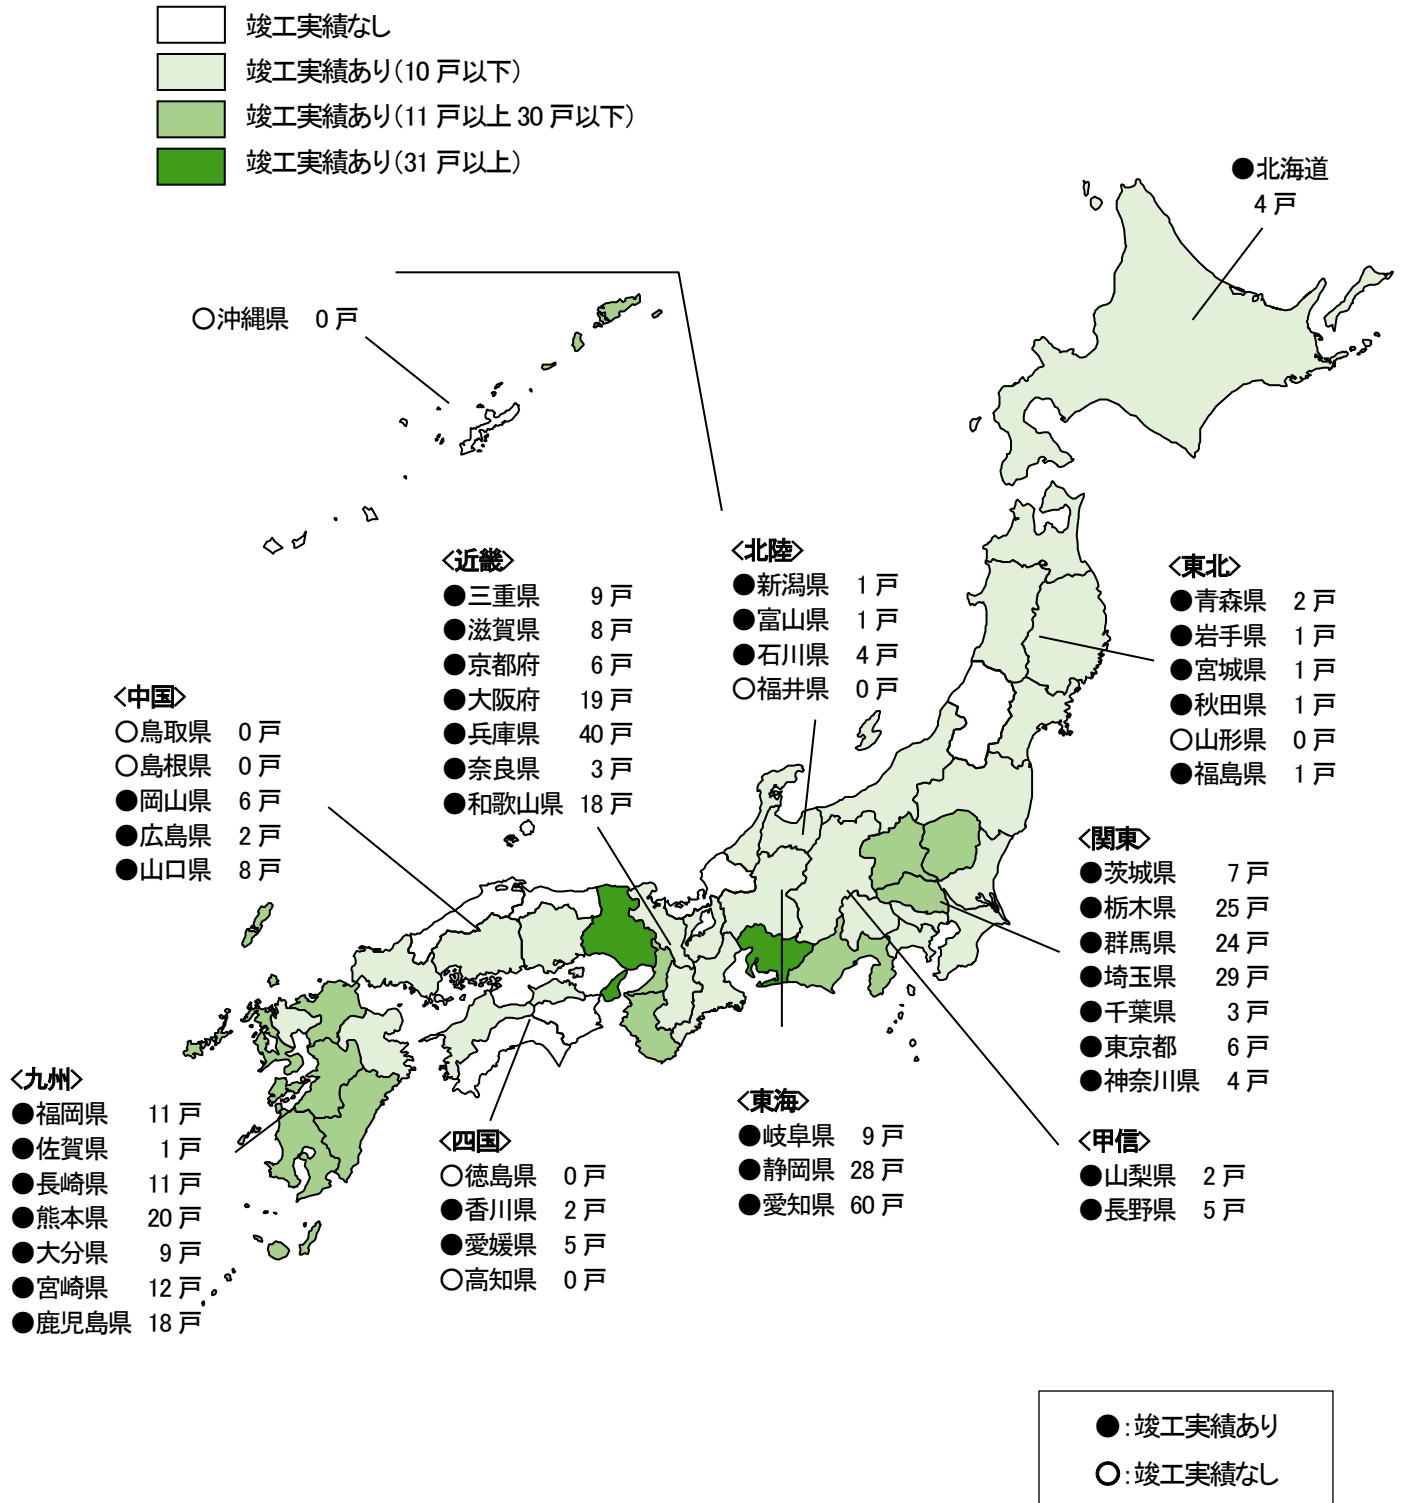 竣工実績なし
竣工実績あり(10 戸以下)
竣工実績あり(11 戸以上 30 戸以下)
竣工実績あり(31 戸以上)
●北海道
4 戸
○沖縄県 0 戸
<近畿>
●三重県 9 戸
●滋賀県 8 戸
●京都府 6 戸
●大阪府 19 戸
●兵庫県 40 戸
●奈良県 3 戸
●和歌山県 18 戸
<北陸>
●新潟県 1 戸
●富山県 1 戸
●石川県 4 戸
○福井県 0 戸
<東北>
●青森県 2 戸
●岩手県 1 戸
●宮城県 1 戸
●秋田県 1 戸
○山形県 0 戸
●福島県 1 戸
<中国>
○鳥取県 0 戸
○島根県 0 戸
●岡山県 6 戸
●広島県 2 戸
●山口県 8 戸
<関東>
●茨城県 7 戸
●栃木県 25 戸
●群馬県 24 戸
●埼玉県 29 戸
●千葉県 3 戸
●東京都 6 戸
●神奈川県 4 戸
<九州>
●福岡県 11 戸
●佐賀県 1 戸
●長崎県 11 戸
●熊本県 20 戸
●大分県 9 戸
●宮崎県 12 戸
●鹿児島県 18 戸
<四国>
○徳島県 0 戸
●香川県 2 戸
●愛媛県 5 戸
○高知県 0 戸
<東海>
●岐阜県 9 戸
●静岡県 28 戸
●愛知県 60 戸
<甲信>
●山梨県 2 戸
●長野県 5 戸
●:竣工実績あり
○:竣工実績なし